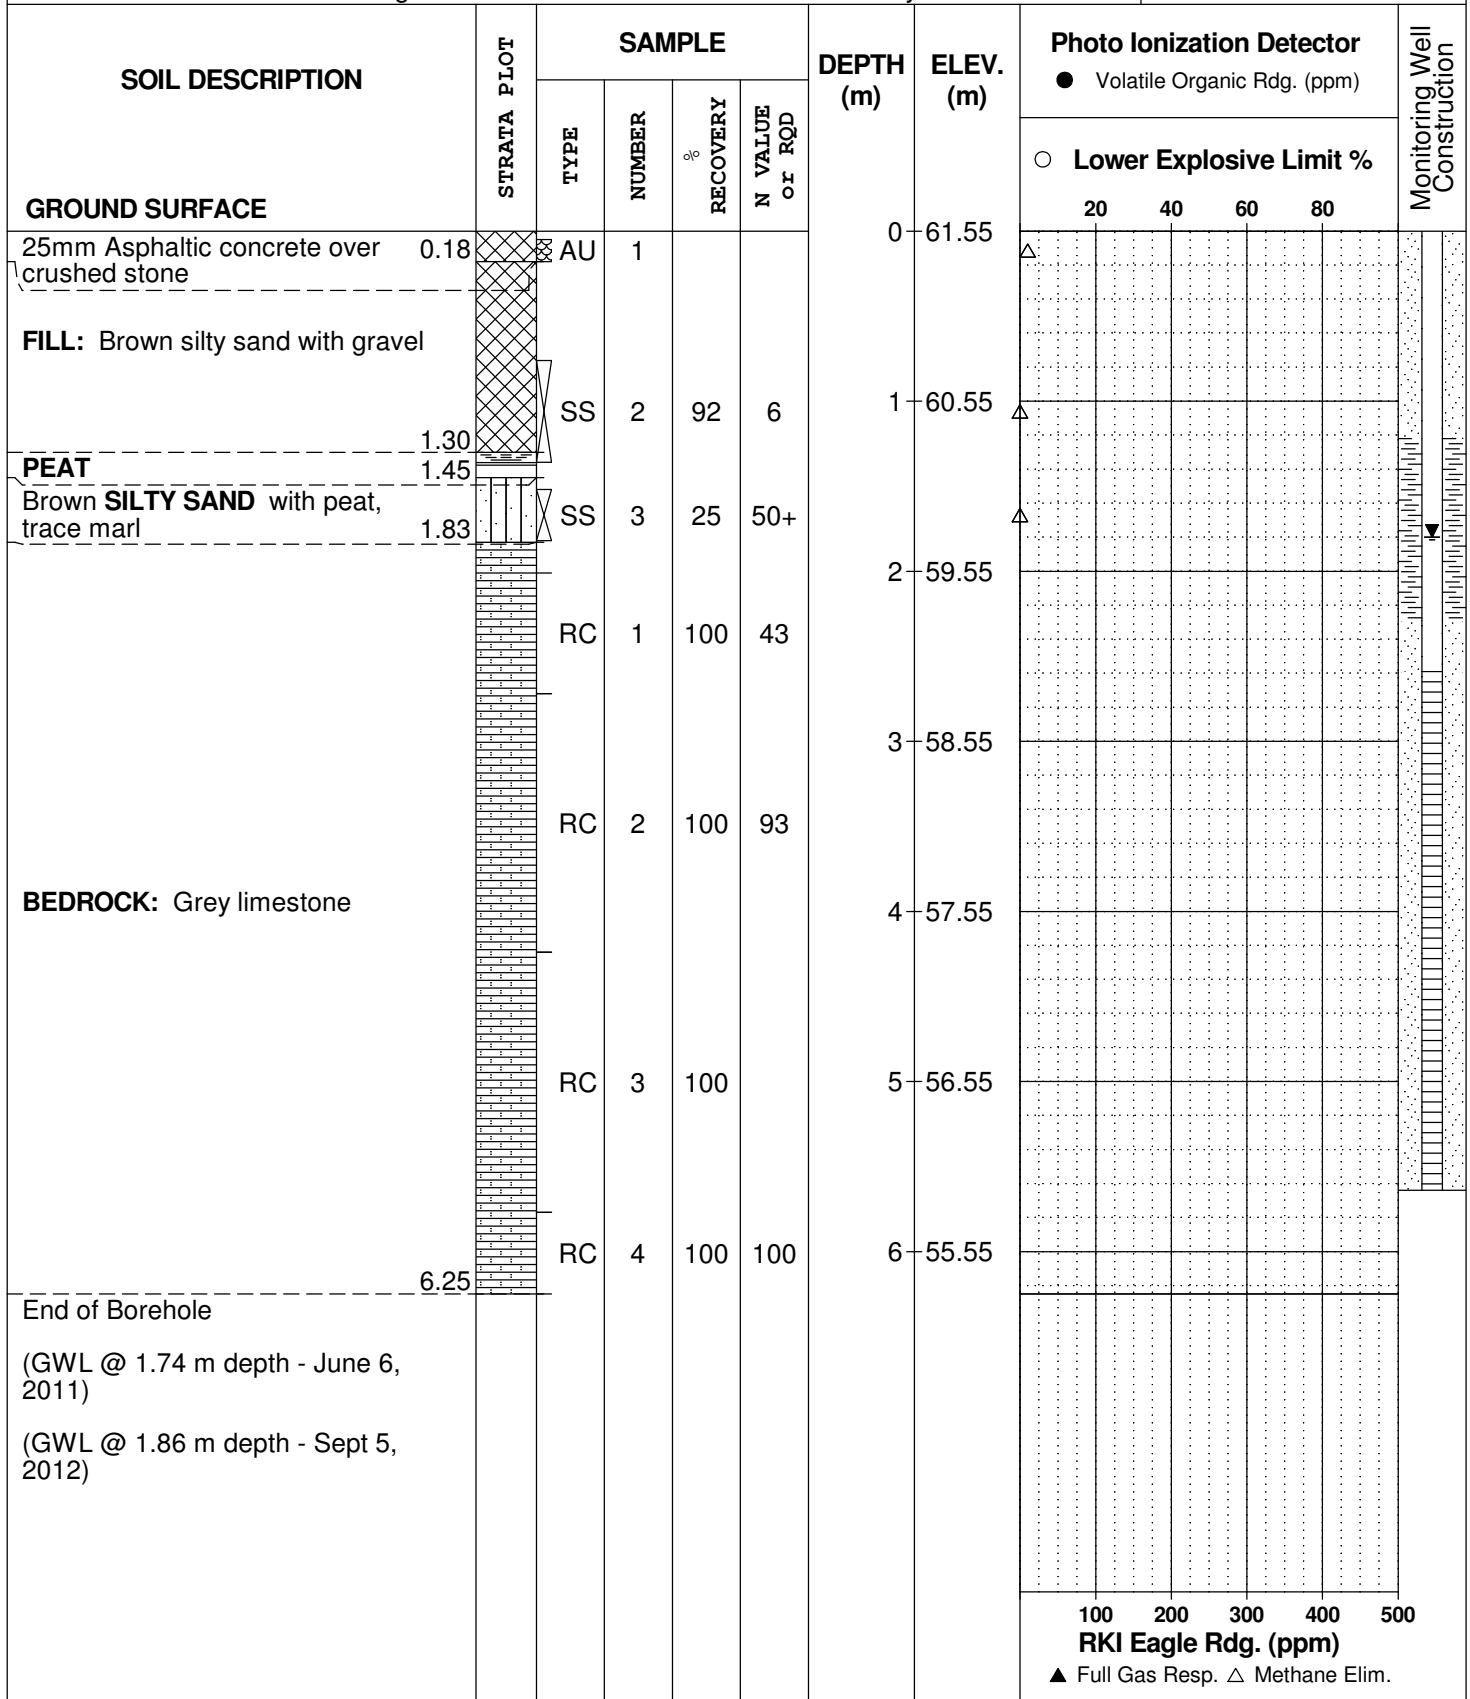 SOIL DESCRIPTION
GROUND SURFACE
STRATA PLOT
SAMPLE
TYPE
NUMBER
% RECOVERY
N VALUE or RQD
DEPTH (m)
ELEV. (m)
Photo Ionization Detector
● Volatile Organic Rdg. (ppm)
○ Lower Explosive Limit %
20 40 60 80
Monitoring Well Construction
0 61.55
25mm Asphaltic concrete over 0.18 AU 1
crushed stone
FILL: Brown silty sand with gravel
SS 2 92 6 1 60.55
1.30
PEAT 1.45
Brown SILTY SAND with peat,
trace marl 1.83 SS 3 25 50+
2 59.55
RC 1 100 43
3 58.55
RC 2 100 93
BEDROCK: Grey limestone
4 57.55
RC 3 100 5 56.55
RC 4 100 100 6 55.55
6.25
End of Borehole
(GWL @ 1.74 m depth - June 6,
2011)
(GWL @ 1.86 m depth - Sept 5,
2012)
100 200 300 400 500
RKI Eagle Rdg. (ppm)
▲ Full Gas Resp. △ Methane Elim.